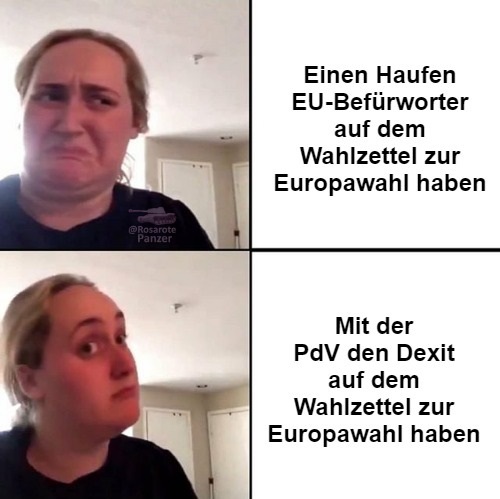 Einen Haufen
EU-Befürworter
auf dem
Wahlzettel zur
Europawahl haben
@Rosarote
Panzer
Mit der
PdV den Dexit
auf dem
Wahlzettel zur
Europawahl haben